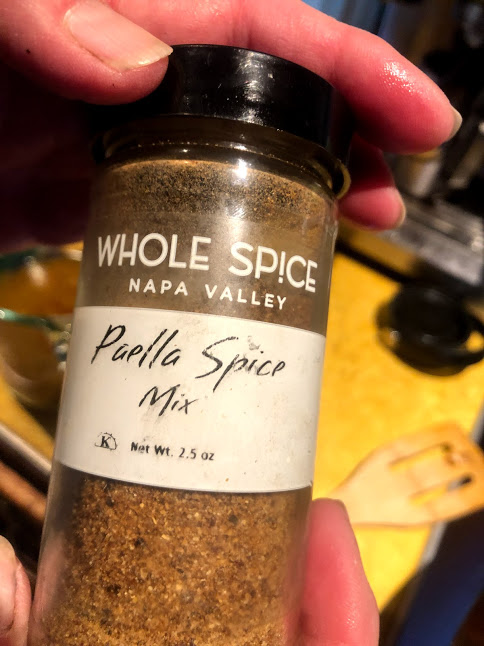 WHOLE SP!CE
NAPA VALLEY
Paella Spice
Mix
K Net Wt. 2.5 oz